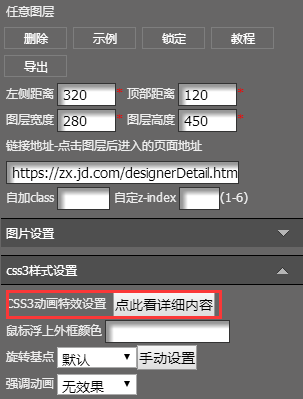 任意图层
删除 示例 锁定 教程
导出
左侧距离 320 * 顶部距离 120 *
图层宽度 280 * 图层高度 450 *
链接地址-点击图层后进入的页面地址
https://zx.jd.com/designerDetail.htm
自加class 自定z-index (1-6)
图片设置
css3样式设置
CSS3动画特效设置 点此看详细内容
鼠标浮上外框颜色
旋转基点 默认 手动设置
强调动画 无效果